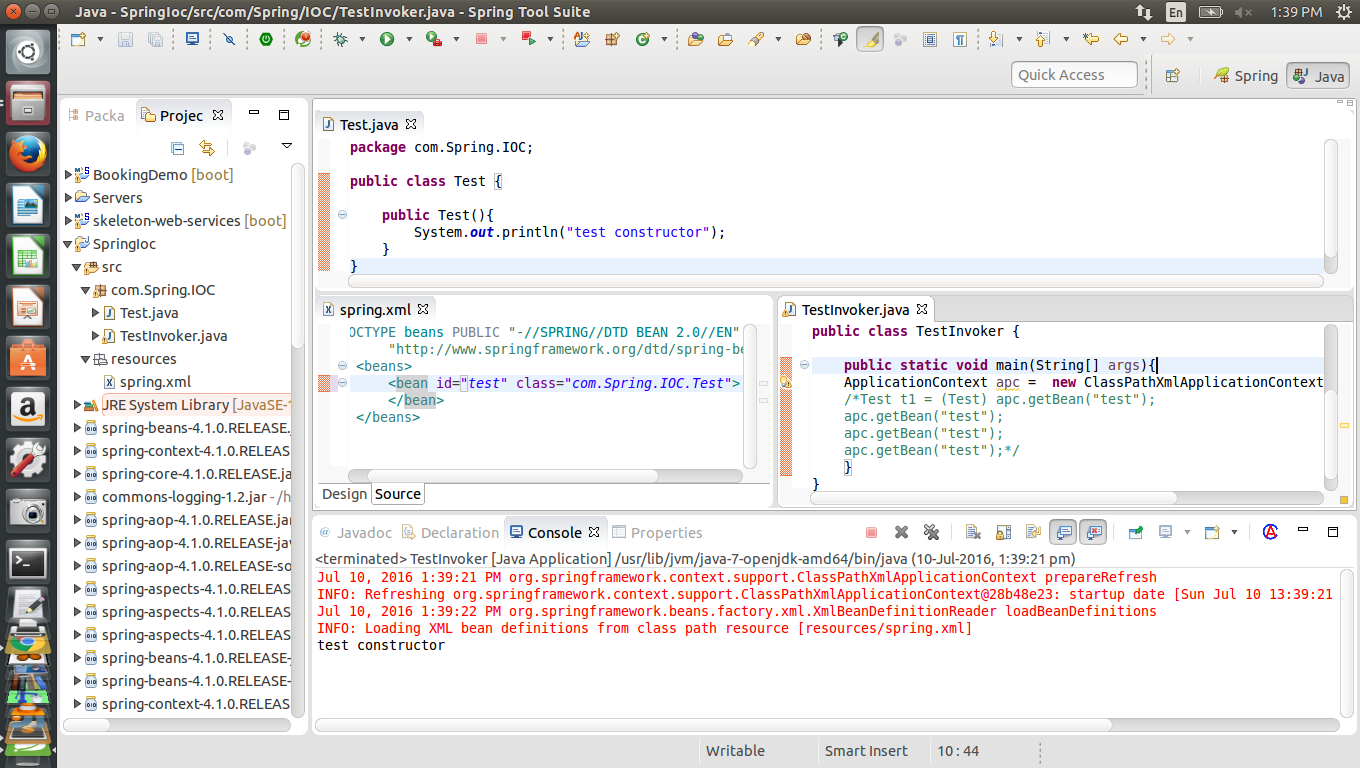 Java - SpringIoc/src/com/Spring/IOC/TestInvoker.java - Spring Tool Suite
En
1:39 PM
Quick Access
Spring
Java
Packa
Projec
BookingDemo [boot]
Servers
skeleton-web-services [boot]
SpringIoc
src
com.Spring.IOC
Test.java
TestInvoker.java
resources
spring.xml
JRE System Library [JavaSE-1
spring-beans-4.1.0.RELEASE.
spring-context-4.1.0.RELEAS
spring-core-4.1.0.RELEASE.ja
commons-logging-1.2.jar - /h
spring-aop-4.1.0.RELEASE.jar
spring-aop-4.1.0.RELEASE-jav
spring-aop-4.1.0.RELEASE-so
spring-aspects-4.1.0.RELEAS
spring-aspects-4.1.0.RELEAS
spring-aspects-4.1.0.RELEAS
spring-beans-4.1.0.RELEASE-
spring-beans-4.1.0.RELEASE-
spring-context-4.1.0.RELEAS
Test.java
package com.Spring.IOC;
public class Test {
public Test(){
System.out.println("test constructor");
}
}
spring.xml
OCTYPE beans PUBLIC "-//SPRING//DTD BEAN 2.0//EN"
"http://www.springframework.org/dtd/spring-be
<beans>
<bean id="test" class="com.Spring.IOC.Test">
</bean>
</beans>
Design
Source
TestInvoker.java
public class TestInvoker {
public static void main(String[] args){
ApplicationContext apc =  new ClassPathXmlApplicationContext
/*Test t1 = (Test) apc.getBean("test");
apc.getBean("test");
apc.getBean("test");
apc.getBean("test");*/
}
}
@ Javadoc
Declaration
Console
Properties
<terminated> TestInvoker [Java Application] /usr/lib/jvm/java-7-openjdk-amd64/bin/java (10-Jul-2016, 1:39:21 pm)
Jul 10, 2016 1:39:21 PM org.springframework.context.support.ClassPathXmlApplicationContext prepareRefresh
INFO: Refreshing org.springframework.context.support.ClassPathXmlApplicationContext@28b48e23: startup date [Sun Jul 10 13:39:21
Jul 10, 2016 1:39:22 PM org.springframework.beans.factory.xml.XmlBeanDefinitionReader loadBeanDefinitions
INFO: Loading XML bean definitions from class path resource [resources/spring.xml]
test constructor
Writable
Smart Insert
10 : 44